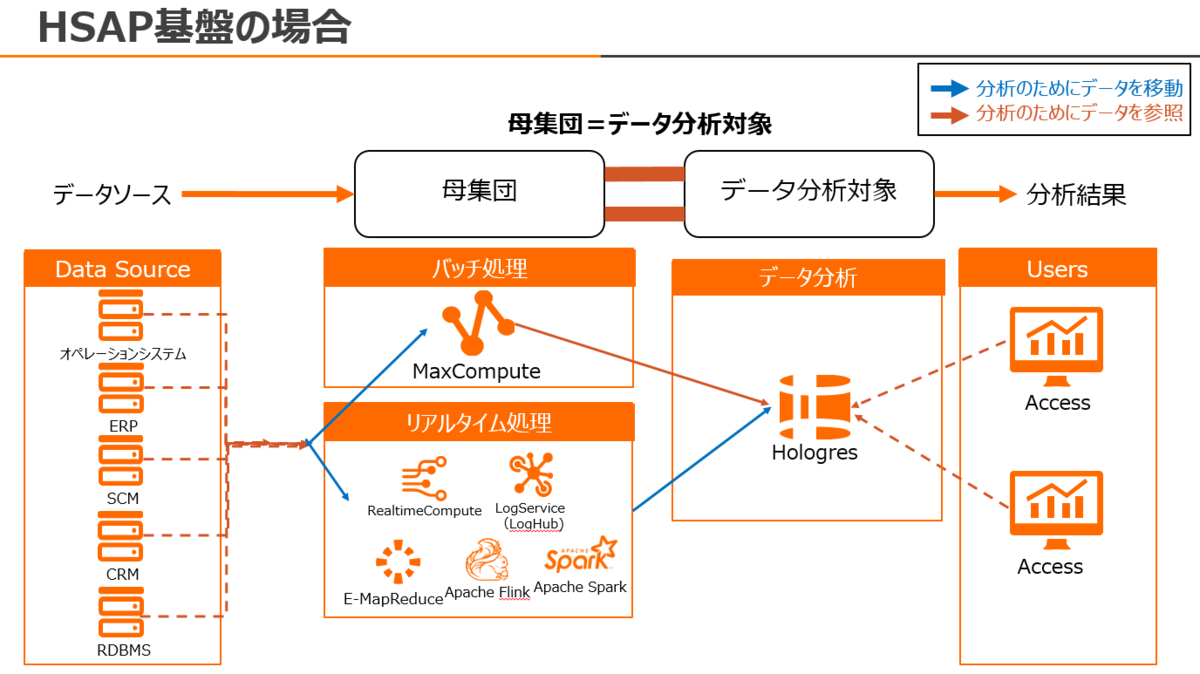 HSAP基盤の場合
分析のためにデータを移動
分析のためにデータを参照
母集団＝データ分析対象
データソース
母集団
データ分析対象
分析結果
Data Source
オペレーションシステム
ERP
SCM
CRM
RDBMS
バッチ処理
MaxCompute
リアルタイム処理
RealtimeCompute
LogService
（LogHub）
E-MapReduce
Apache Flink
APACHE
Spark
Apache Spark
データ分析
Hologres
Users
Access
Access